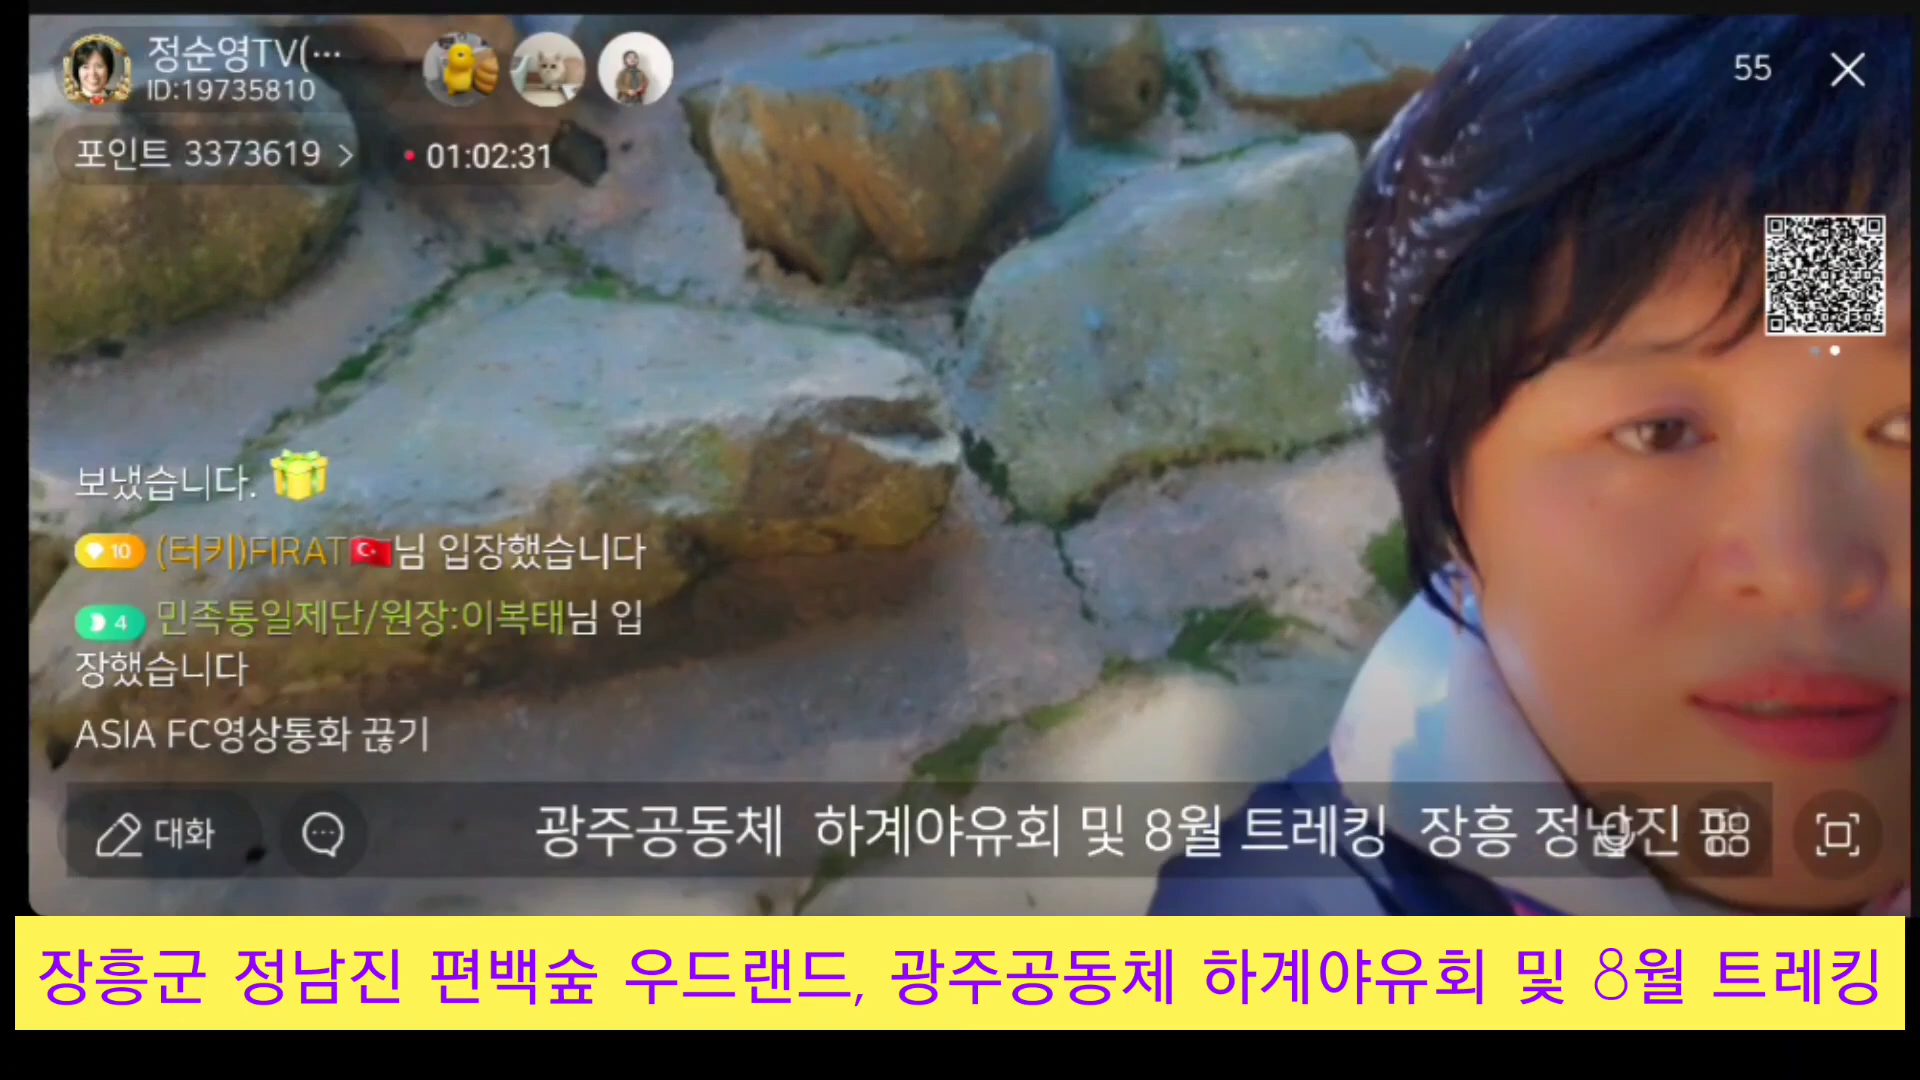 정순영TV(…
ID:19735810
55
포인트 3373619 >
01:02:31
보냈습니다.
10 (터키)FIRAT🇹🇷님 입장했습니다
4 민족통일제단/원장:이복태님 입
장했습니다
ASIA FC영상통화 끊기
대화
광주공동체 하계야유회 및 8월 트레킹 장흥 정남진
장흥군 정남진 편백숲 우드랜드, 광주공동체 하계야유회 및 8월 트레킹